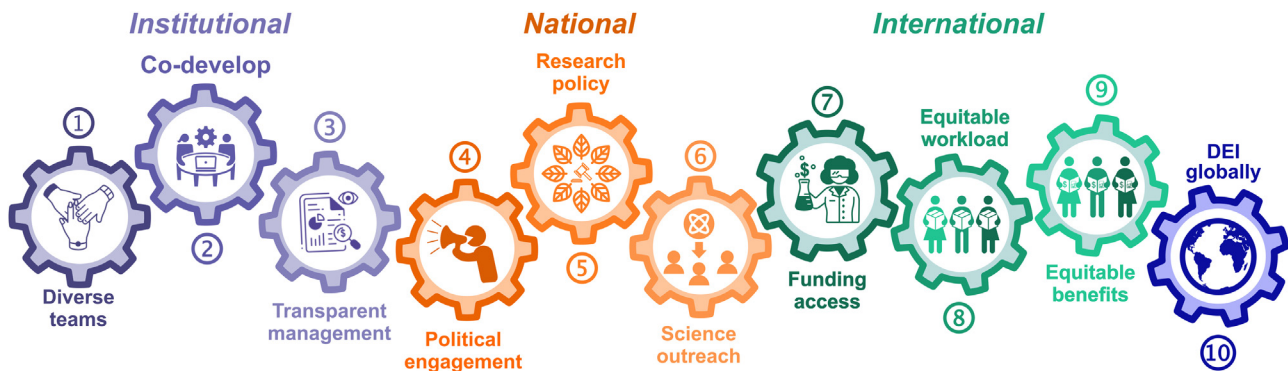 Institutional
National
International
1
Diverse
teams
Co-develop
2
3
Transparent
management
4
Political
engagement
Research
policy
5
6
Science
outreach
7
Funding
access
Equitable
workload
8
9
Equitable
benefits
DEI
globally
10
$
$